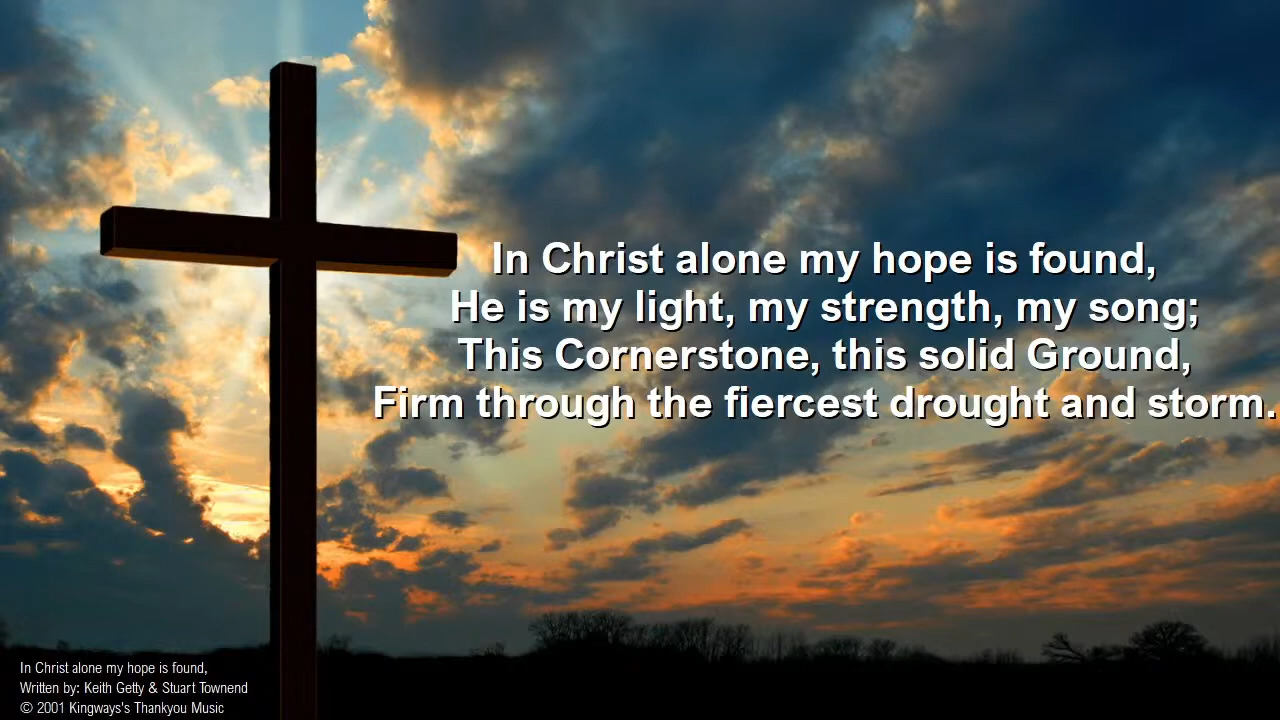 In Christ alone my hope is found,
He is my light, my strength, my song;
This Cornerstone, this solid Ground,
Firm through the fiercest drought and storm.
In Christ alone my hope is found,
Written by: Keith Getty & Stuart Townend
© 2001 Kingways's Thankyou Music